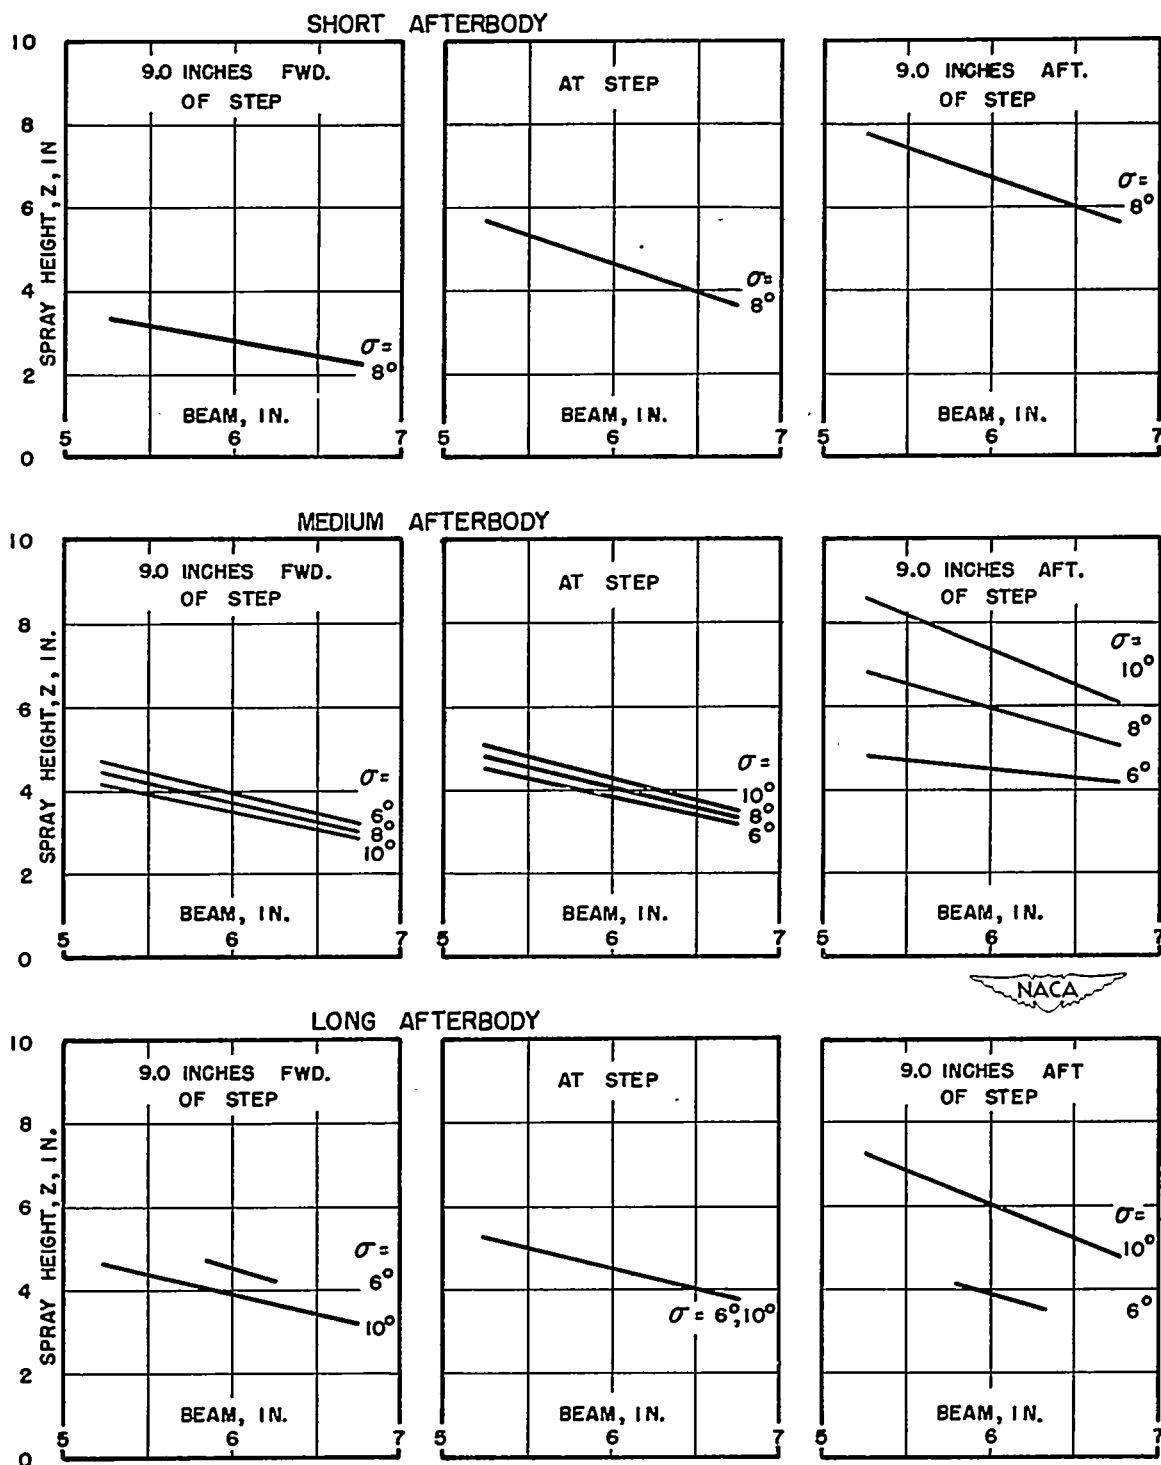 SHORT AFTERBODY
10
8
6
4
2
0
SPRAY HEIGHT, Z, IN
9.0 INCHES FWD.
OF STEP
σ=
8°
BEAM, IN.
5 6 7
AT STEP
σ=
8°
BEAM, IN.
5 6 7
9.0 INCHES AFT.
OF STEP
σ=
8°
BEAM, IN.
5 6 7
MEDIUM AFTERBODY
10
8
6
4
2
0
SPRAY HEIGHT, Z, IN.
9.0 INCHES FWD.
OF STEP
σ=
6°
8°
10°
BEAM, IN.
5 6 7
AT STEP
σ=
10°
8°
6°
BEAM, IN.
5 6 7
9.0 INCHES AFT.
OF STEP
σ=
10°
8°
6°
BEAM, IN.
5 6 7
NACA
LONG AFTERBODY
10
8
6
4
2
0
SPRAY HEIGHT, Z, IN.
9.0 INCHES FWD.
OF STEP
σ=
6°
10°
BEAM, IN.
5 6 7
AT STEP
σ= 6°,10°
BEAM, IN.
5 6 7
9.0 INCHES AFT
OF STEP
σ=
10°
6°
BEAM, IN.
5 6 7